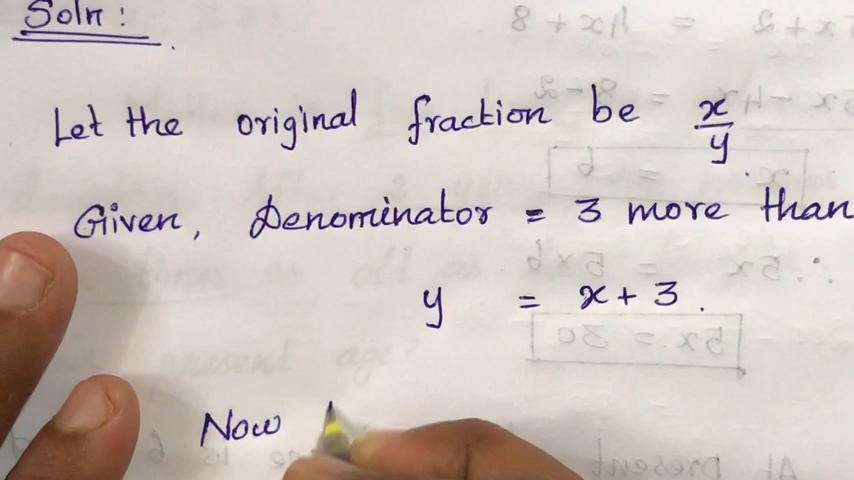 Soln :
Let the original fraction be x/y.
Given, Denominator = 3 more than
y = x + 3.
Now